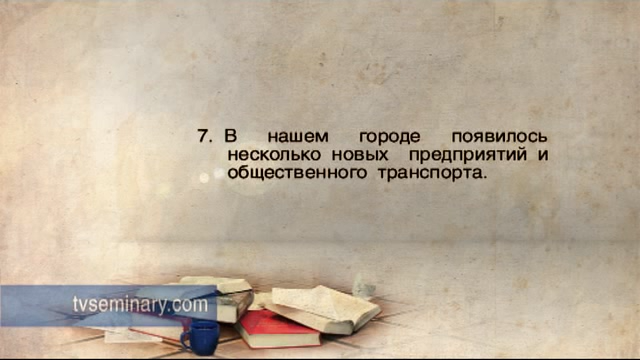 7. В нашем городе появилось
несколько новых предприятий и
общественного транспорта.
tvseminary.com